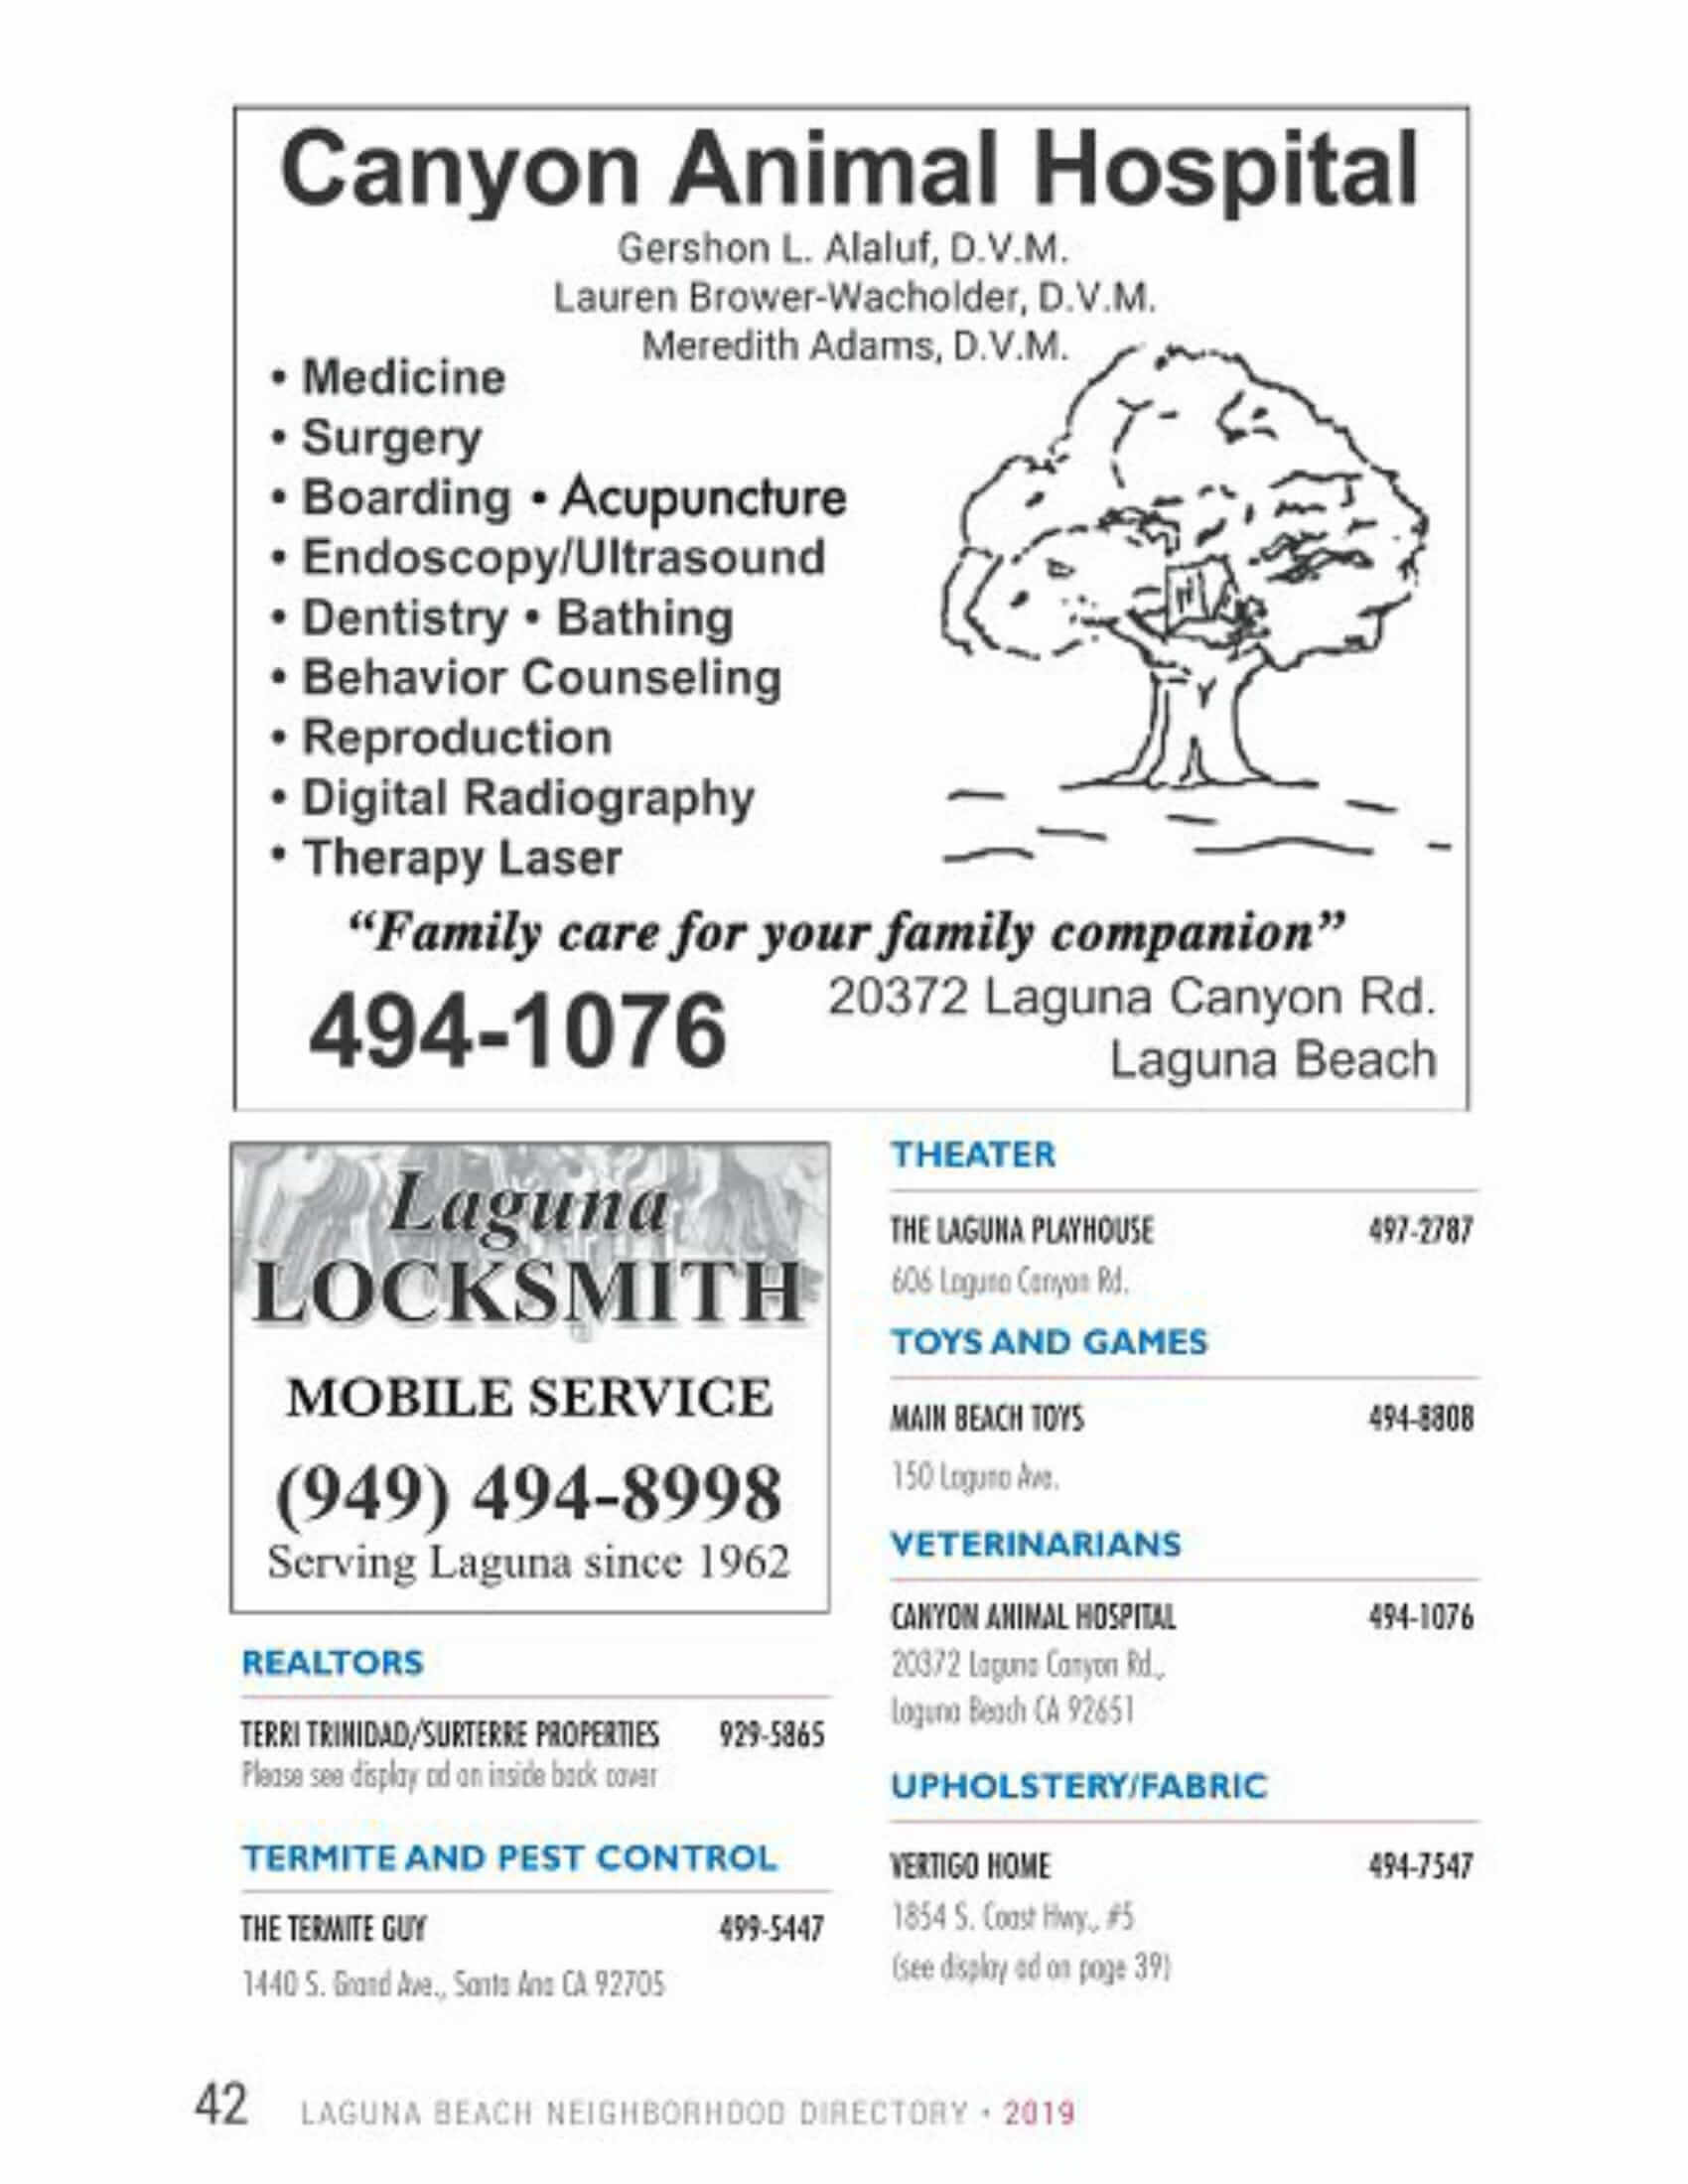 Canyon Animal Hospital
Gershon L. Alaluf, D.V.M.
Lauren Brower-Wacholder, D.V.M.
Meredith Adams, D.V.M.
• Medicine
• Surgery
• Boarding • Acupuncture
• Endoscopy/Ultrasound
• Dentistry • Bathing
• Behavior Counseling
• Reproduction
• Digital Radiography
• Therapy Laser
“Family care for your family companion”
494-1076
20372 Laguna Canyon Rd.
Laguna Beach
Laguna
LOCKSMITH
MOBILE SERVICE
(949) 494-8998
Serving Laguna since 1962
REALTORS
TERRI TRINIDAD/SURTERRE PROPERTIES 929-5865
Please see display ad on inside back cover
TERMITE AND PEST CONTROL
THE TERMITE GUY 499-5447
1440 S. Grand Ave., Santa Ana CA 92705
THEATER
THE LAGUNA PLAYHOUSE 497-2787
606 Laguna Canyon Rd.
TOYS AND GAMES
MAIN BEACH TOYS 494-8808
150 Laguna Ave.
VETERINARIANS
CANYON ANIMAL HOSPITAL 494-1076
20372 Laguna Canyon Rd.,
Laguna Beach CA 92651
UPHOLSTERY/FABRIC
VERTIGO HOME 494-7547
1854 S. Coast Hwy., #5
(see display ad on page 39)
42 LAGUNA BEACH NEIGHBORHOOD DIRECTORY • 2019